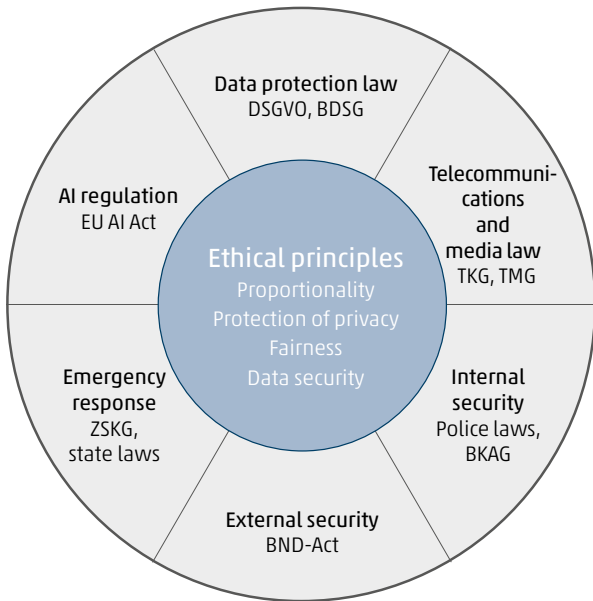 Data protection law
DSGVO, BDSG
Telecommuni-
cations
and
media law
TKG, TMG
Internal
security
Police laws,
BKAG
External security
BND-Act
Emergency
response
ZSKG,
state laws
AI regulation
EU AI Act
Ethical principles
Proportionality
Protection of privacy
Fairness
Data security